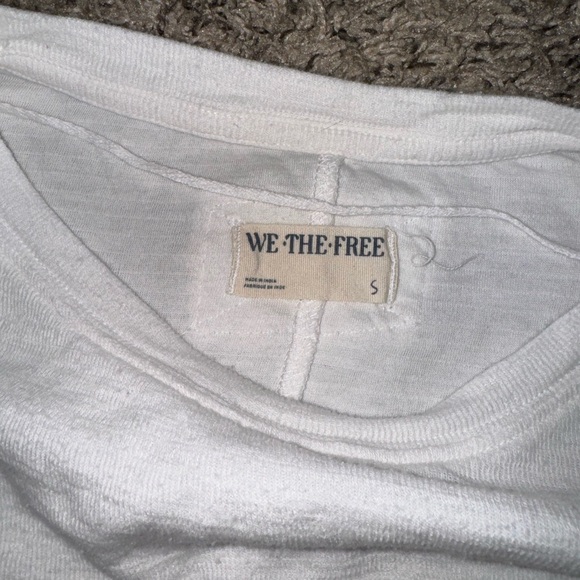 WE·THE·FREE
MADE IN INDIA
FABRIQUÉ EN INDE
S